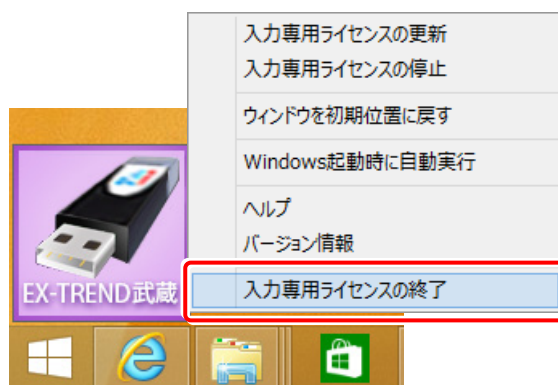 入力専用ライセンスの更新
入力専用ライセンスの停止
ウィンドウを初期位置に戻す
Windows起動時に自動実行
ヘルプ
バージョン情報
入力専用ライセンスの終了
EX-TREND武蔵